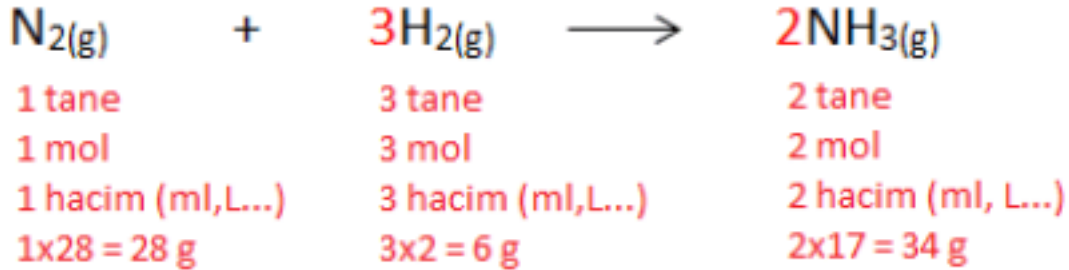 N₂(g) + 3H₂(g) ⟶ 2NH₃(g)
1 tane 3 tane 2 tane
1 mol 3 mol 2 mol
1 hacim (ml,L...) 3 hacim (ml,L...) 2 hacim (ml, L...)
1x28 = 28 g 3x2 = 6 g 2x17 = 34 g